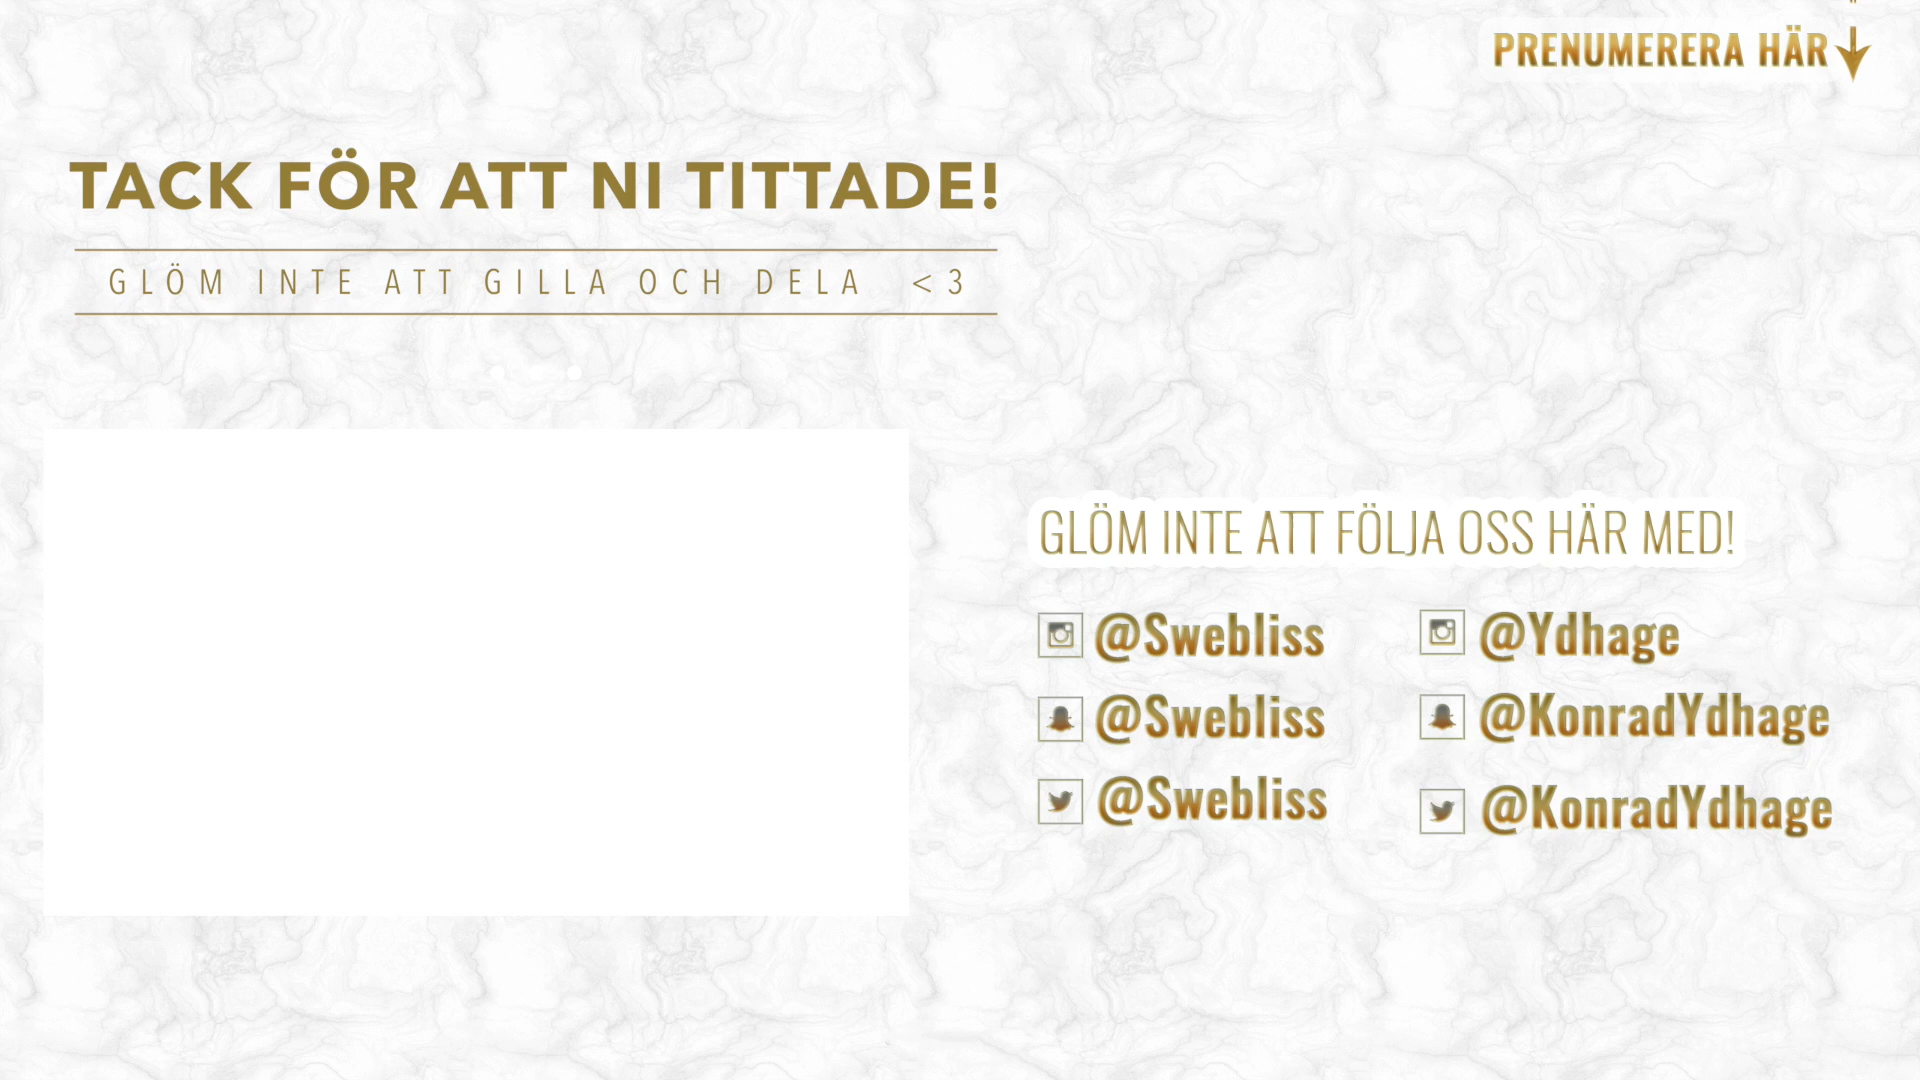 PRENUMERERA HÄR
TACK FÖR ATT NI TITTADE!
GLÖM INTE ATT GILLA OCH DELA <3
GLÖM INTE ATT FÖLJA OSS HÄR MED!
@Swebliss
@Ydhage
@Swebliss
@KonradYdhage
@Swebliss
@KonradYdhage